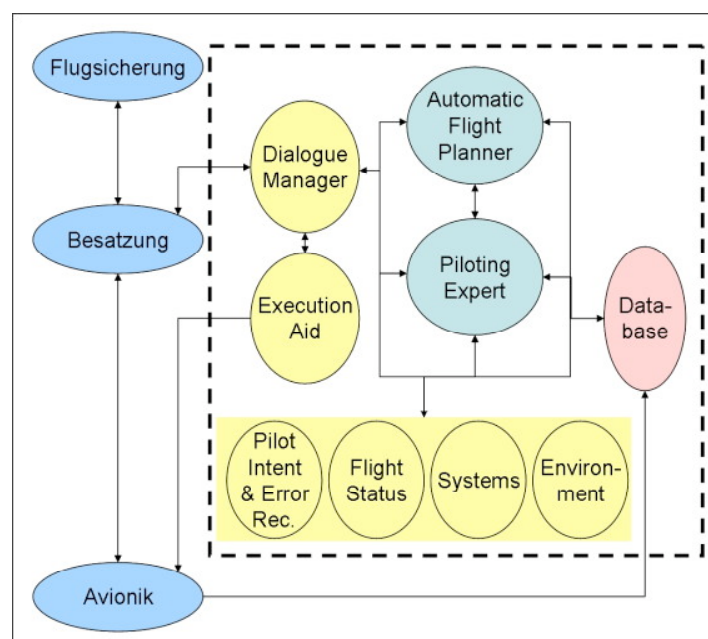 Flugsicherung
Automatic
Flight
Planner
Dialogue
Manager
Besatzung
Piloting
Expert
Execution
Aid
Data-
base
Pilot
Intent
& Error
Rec.
Flight
Status
Systems
Environ-
ment
Avionik